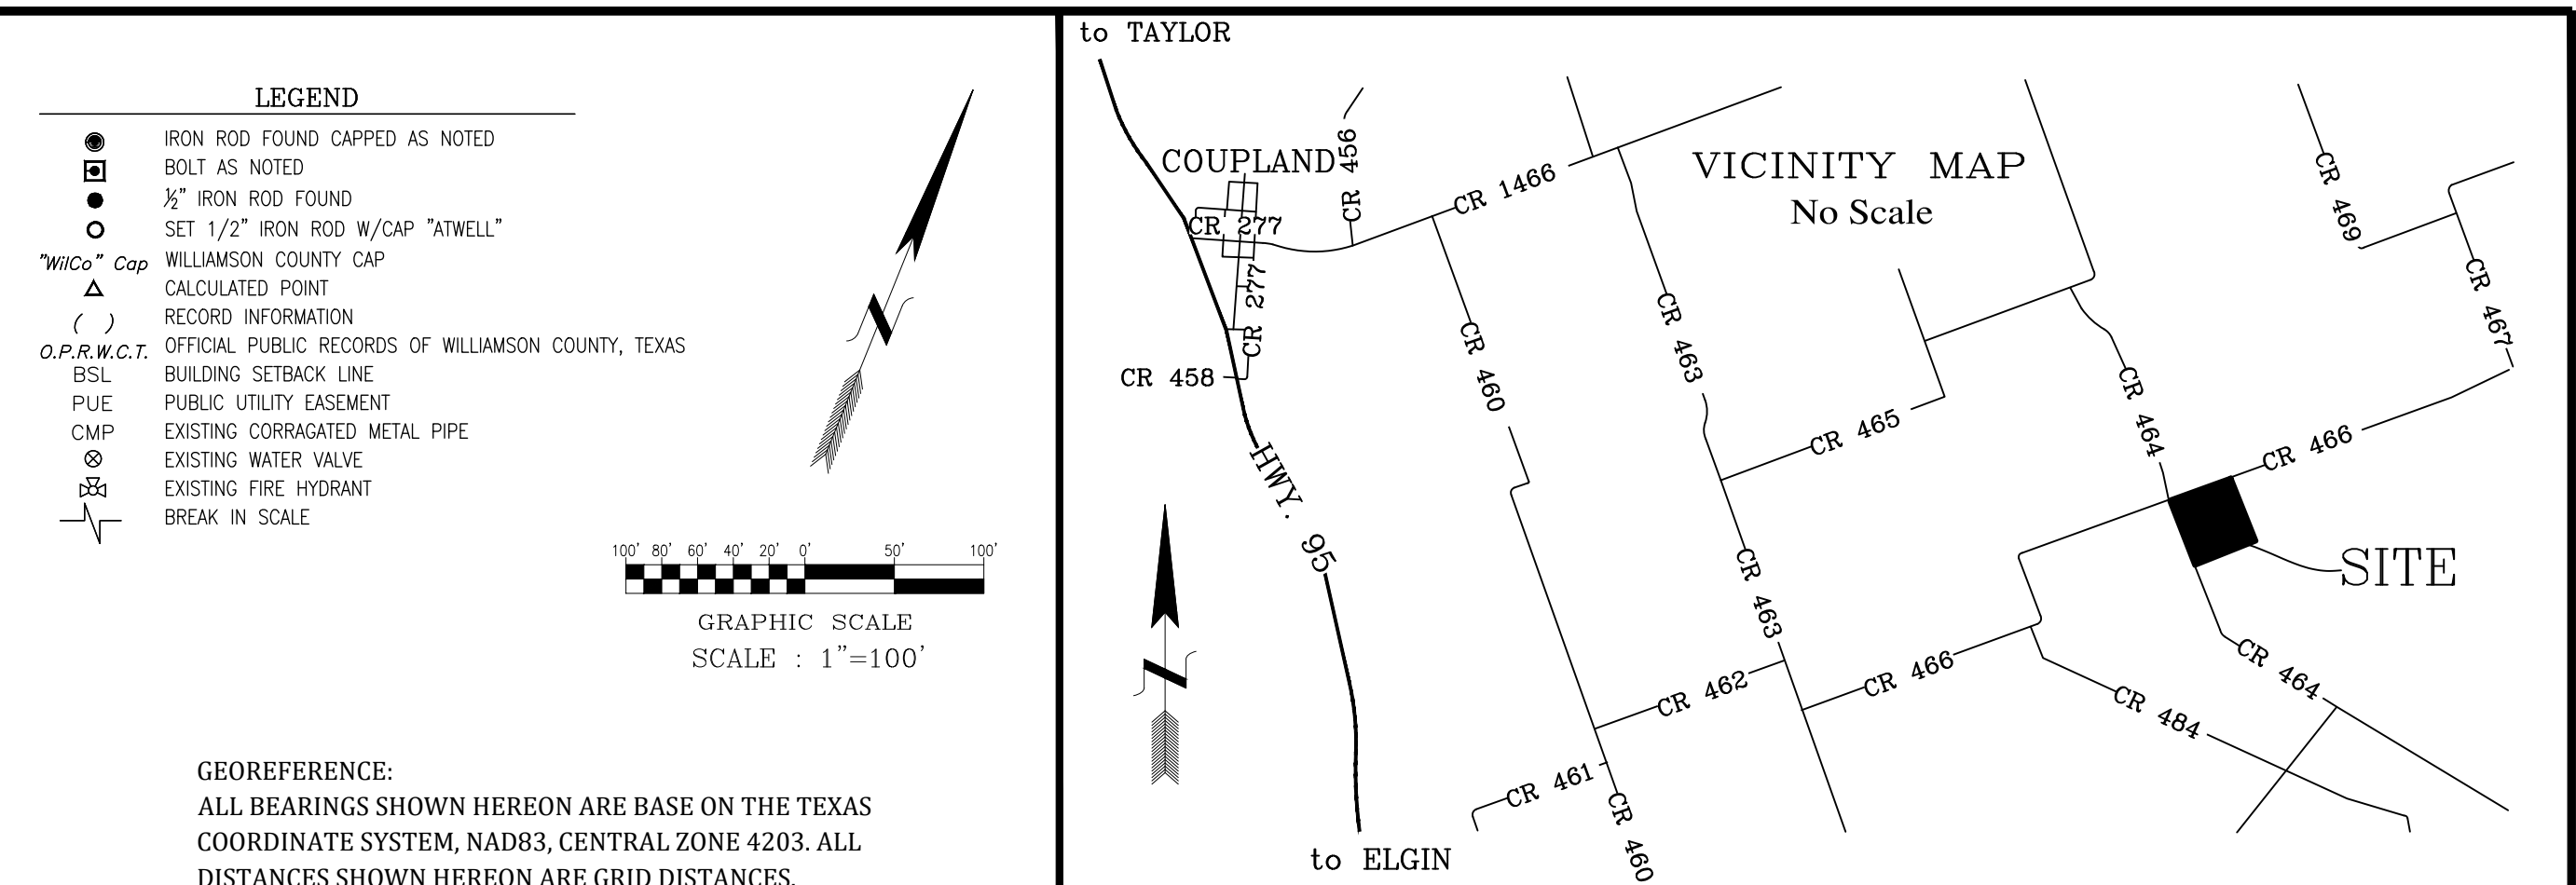 LEGEND
IRON ROD FOUND CAPPED AS NOTED
BOLT AS NOTED
½" IRON ROD FOUND
SET 1/2" IRON ROD W/CAP "ATWELL"
"WilCo" Cap WILLIAMSON COUNTY CAP
CALCULATED POINT
( ) RECORD INFORMATION
O.P.R.W.C.T. OFFICIAL PUBLIC RECORDS OF WILLIAMSON COUNTY, TEXAS
BSL BUILDING SETBACK LINE
PUE PUBLIC UTILITY EASEMENT
CMP EXISTING CORRAGATED METAL PIPE
EXISTING WATER VALVE
EXISTING FIRE HYDRANT
BREAK IN SCALE
N
100' 80' 60' 40' 20' 0' 50' 100'
GRAPHIC SCALE
SCALE : 1"=100'
GEOREFERENCE:
ALL BEARINGS SHOWN HEREON ARE BASE ON THE TEXAS
COORDINATE SYSTEM, NAD83, CENTRAL ZONE 4203. ALL
DISTANCES SHOWN HEREON ARE GRID DISTANCES.
to TAYLOR
COUPLAND
CR 456
CR 1466
VICINITY MAP
No Scale
CR 469
CR 277
CR 277
CR 467
CR 458
CR 460
CR 463
CR 464
CR 465
CR 466
HWY. 95
SITE
N
CR 463
CR 462
CR 466
CR 464
CR 484
CR 461
CR 460
to ELGIN